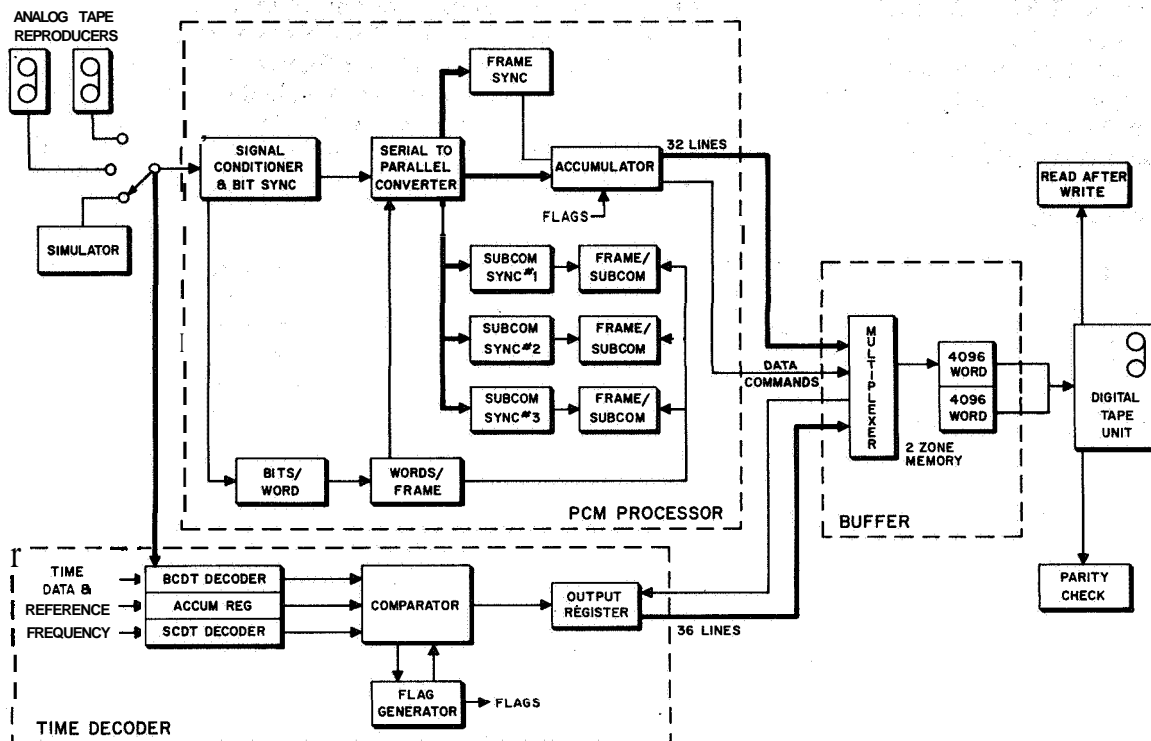 ANALOG TAPE
REPRODUCERS
SIMULATOR
SIGNAL
CONDITIONER
& BIT SYNC
SERIAL TO
PARALLEL
CONVERTER
FRAME
SYNC
ACCUMULATOR
FLAGS
32 LINES
SUBCOM
SYNC #1
FRAME/
SUBCOM
SUBCOM
SYNC #2
FRAME/
SUBCOM
SUBCOM
SYNC #3
FRAME/
SUBCOM
BITS/
WORD
WORDS/
FRAME
PCM PROCESSOR
DATA
COMMANDS
MULTIPLEXER
4096
WORD
4096
WORD
2 ZONE
MEMORY
BUFFER
READ AFTER
WRITE
DIGITAL
TAPE
UNIT
PARITY
CHECK
TIME
DATA &
REFERENCE
FREQUENCY
BCDT DECODER
ACCUM REG
SCDT DECODER
COMPARATOR
OUTPUT
REGISTER
36 LINES
FLAG
GENERATOR
FLAGS
TIME DECODER